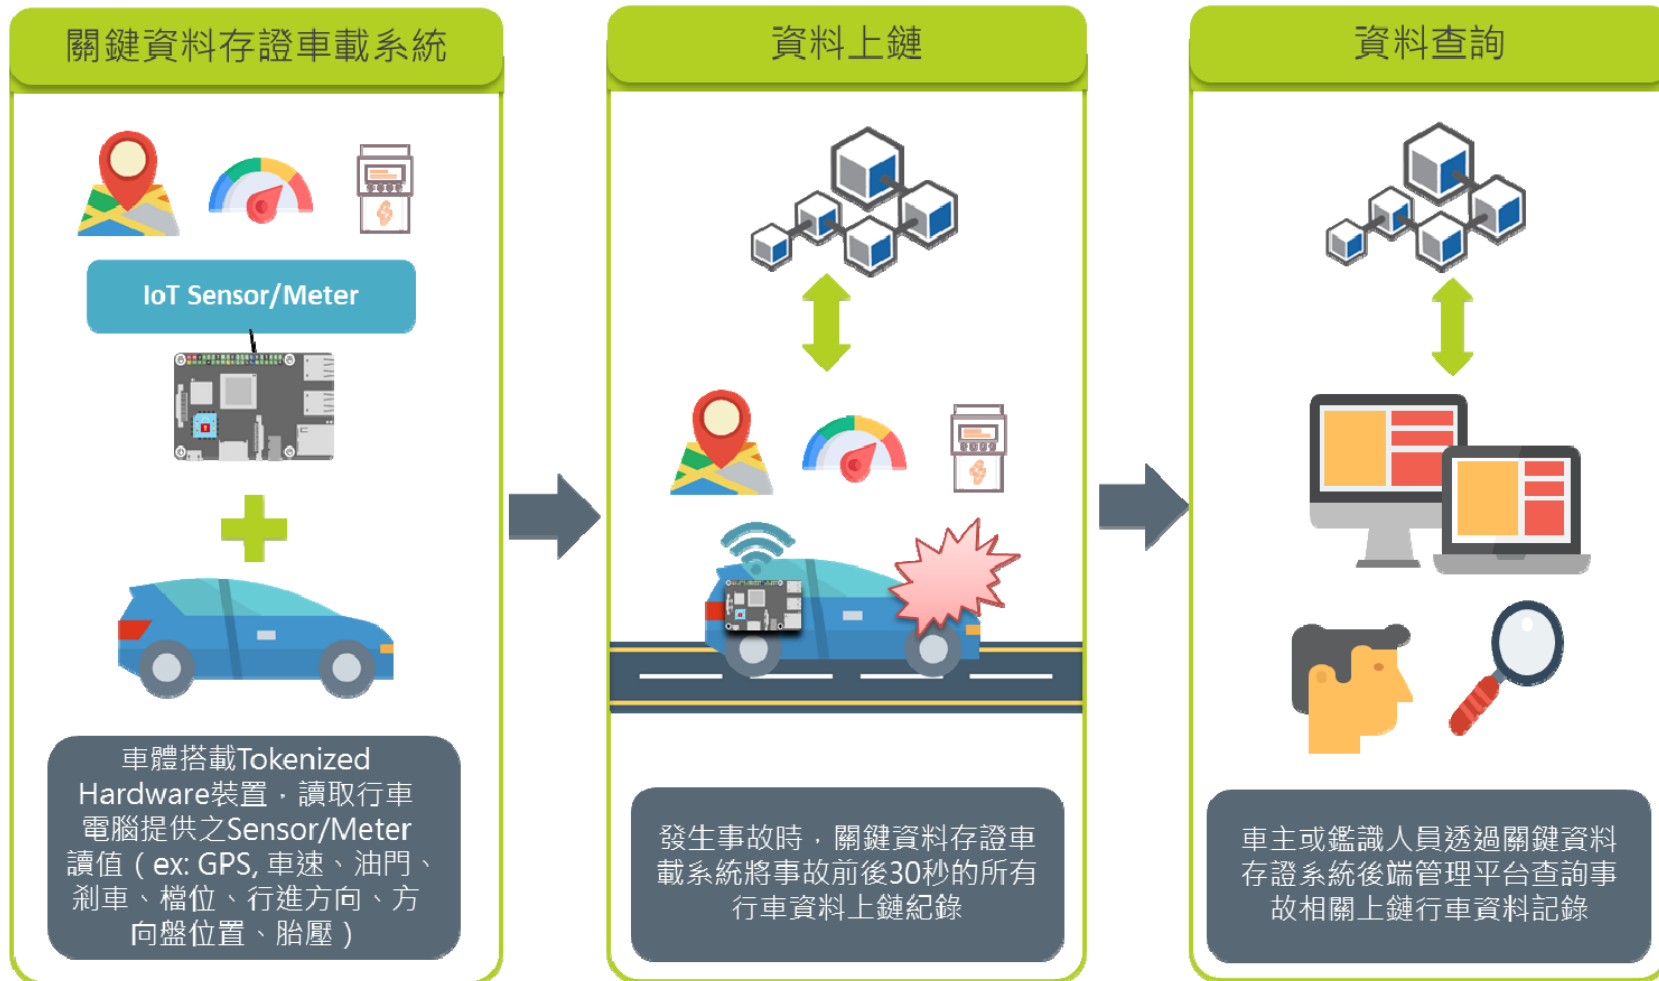 關鍵資料存證車載系統
IoT Sensor/Meter
車體搭載Tokenized
Hardware裝置，讀取行車
電腦提供之Sensor/Meter
讀值（ex: GPS, 車速、油門、
剎車、檔位、行進方向、方
向盤位置、胎壓）
資料上鏈
發生事故時，關鍵資料存證車
載系統將事故前後30秒的所有
行車資料上鏈紀錄
資料查詢
車主或鑑識人員透過關鍵資料
存證系統後端管理平台查詢事
故相關上鏈行車資料記錄